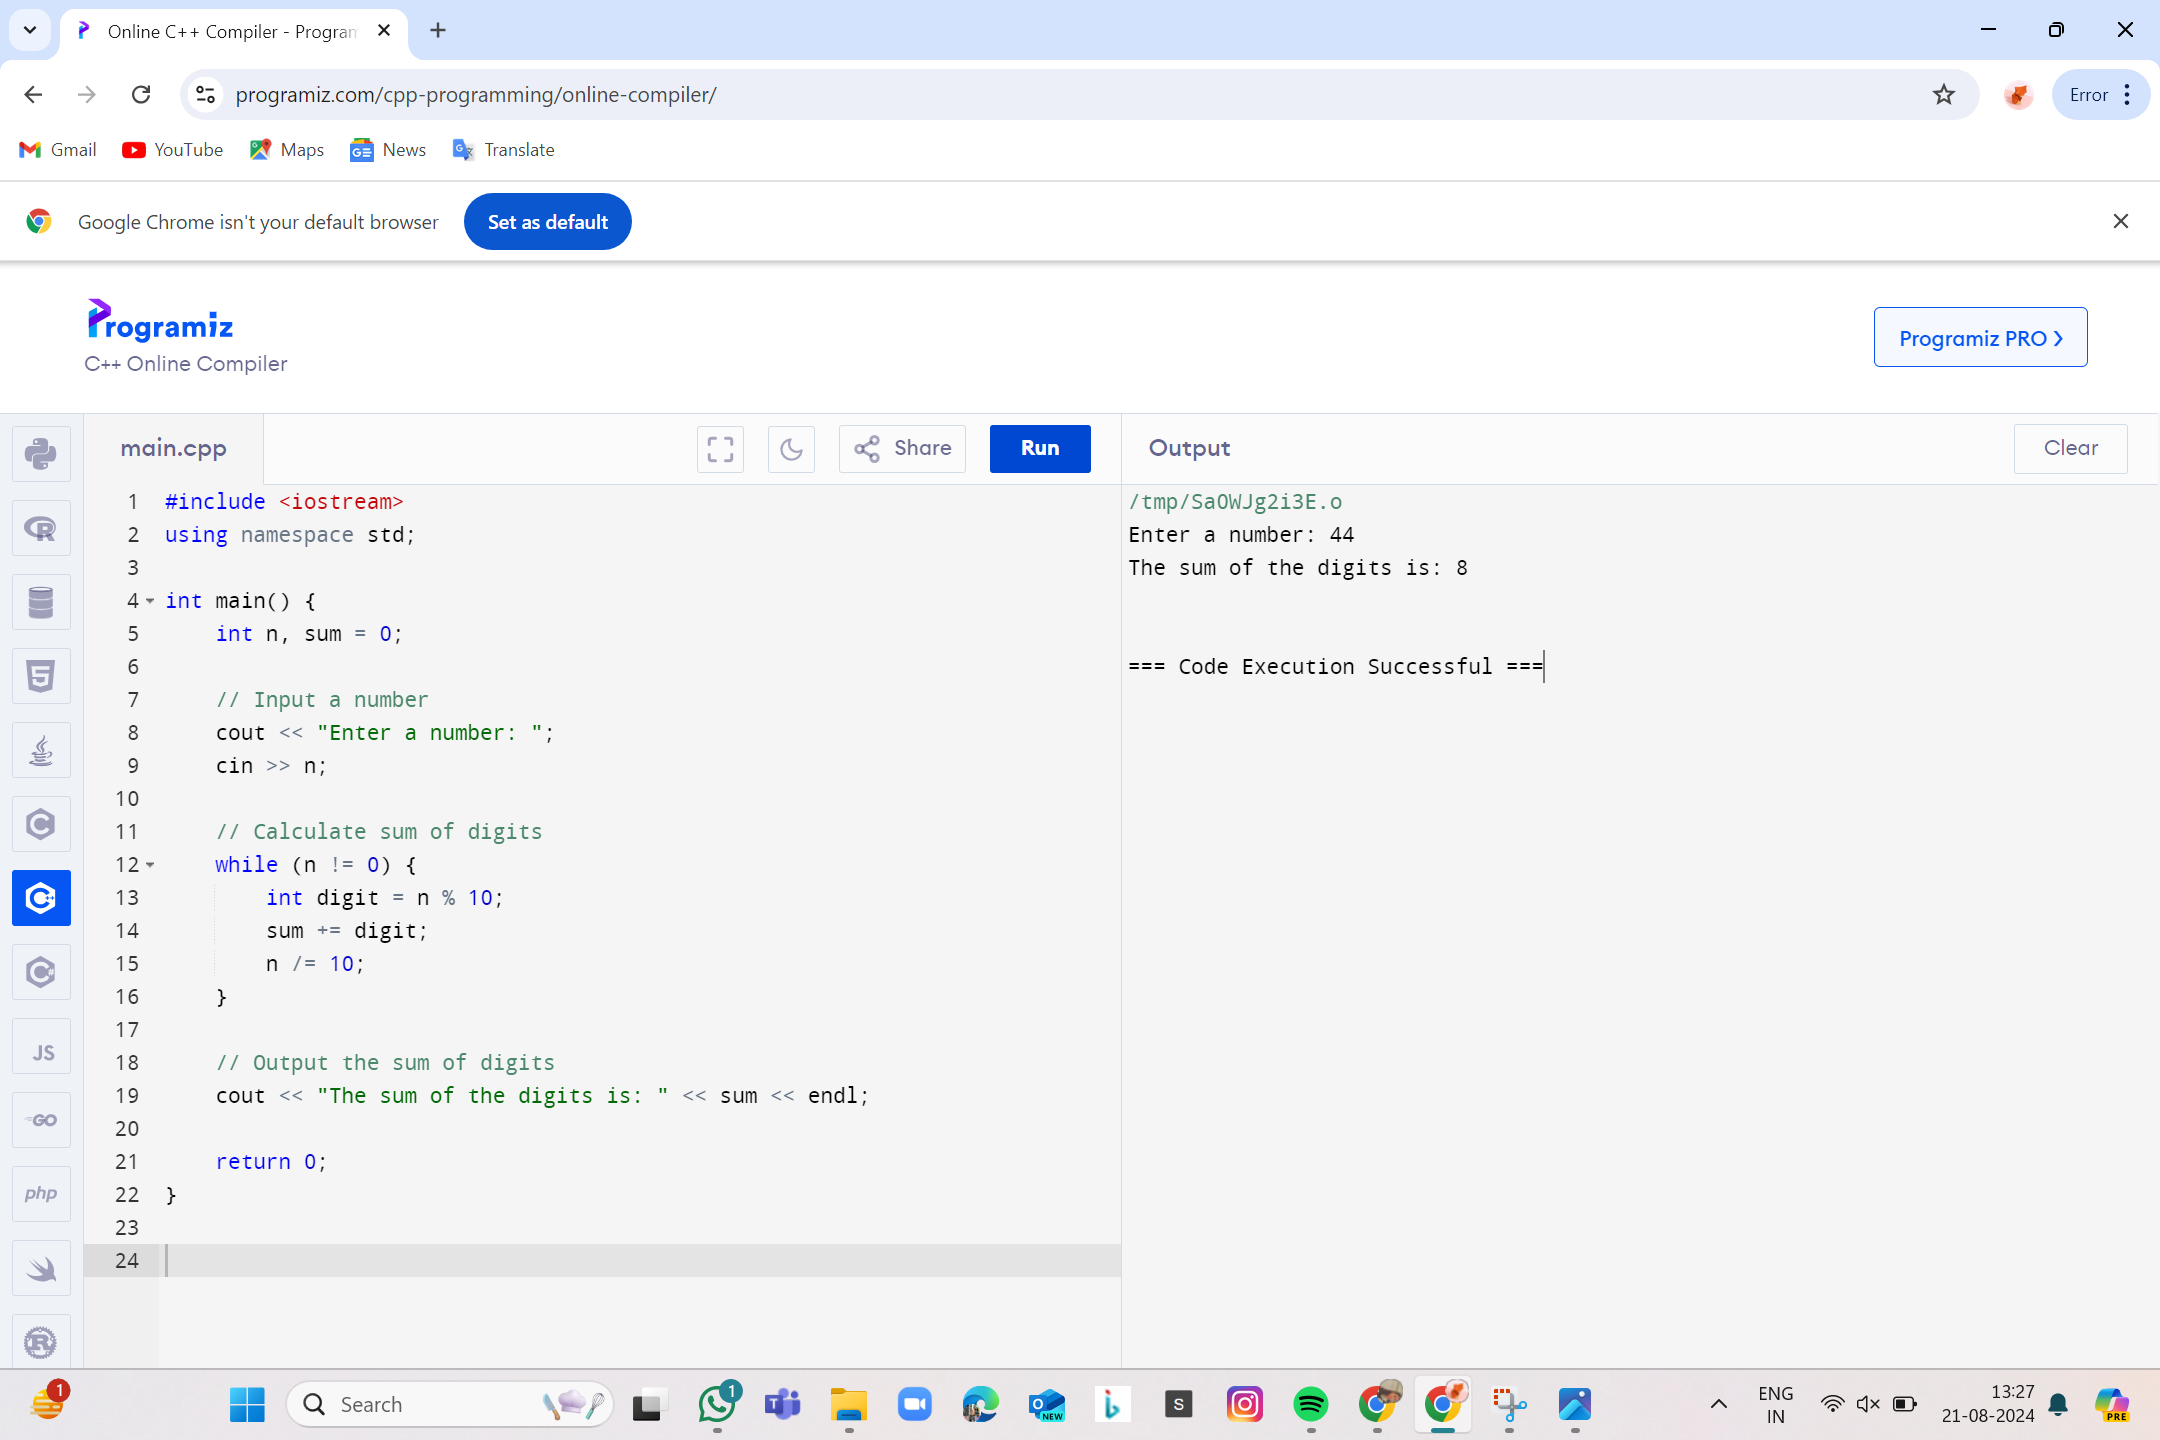 Online C++ Compiler - Program
programiz.com/cpp-programming/online-compiler/
Error
Gmail
YouTube
Maps
News
Translate
Google Chrome isn't your default browser
Set as default
Programiz
C++ Online Compiler
Programiz PRO
main.cpp
Share
Run
Output
Clear
1 #include <iostream>
2 using namespace std;
3
4 int main() {
5     int n, sum = 0;
6
7     // Input a number
8     cout << "Enter a number: ";
9     cin >> n;
10
11     // Calculate sum of digits
12     while (n != 0) {
13         int digit = n % 10;
14         sum += digit;
15         n /= 10;
16     }
17
18     // Output the sum of digits
19     cout << "The sum of the digits is: " << sum << endl;
20
21     return 0;
22 }
23
24
/tmp/SaOWJg2i3E.o
Enter a number: 44
The sum of the digits is: 8
=== Code Execution Successful ===
JS
GO
php
1
Search
1
NEW
S
ENG
IN
13:27
21-08-2024
PRE